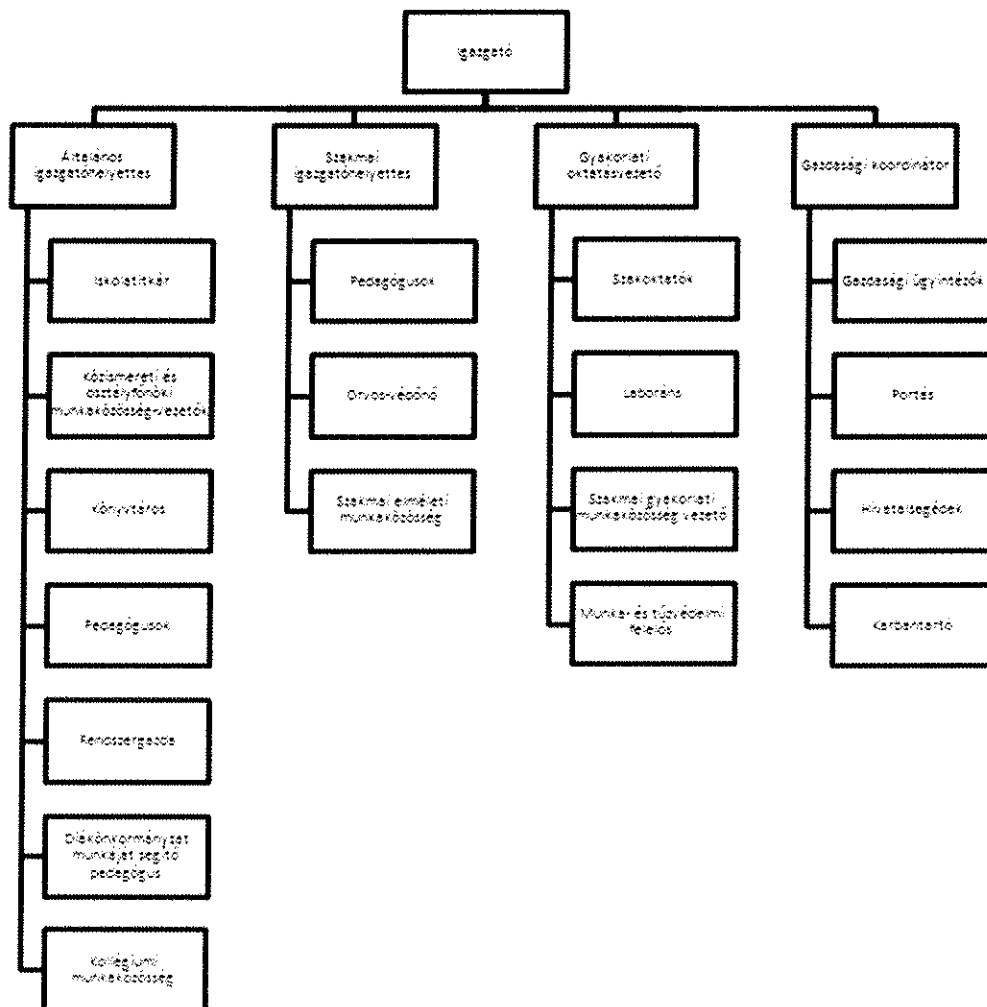 Igazgató
Általános
igazgatóhelyettes
Iskolatitkár
Közismereti és
osztályfőnöki
munkaközösség-vezetők
Könyvtáros
Pedagógusok
Rendszergazda
Diákönkormányzat
munkáját segítő
pedagógus
Kollégiumi
munkaközösség
Szakmai
igazgatóhelyettes
Pedagógusok
Orvos-védőnő
Szakmai elméleti
munkaközösség
Gyakorlati
oktatásvezető
Szakoktatók
Laboráns
Szakmai gyakorlati
munkaközösség vezető
Munka- és tűzvédelmi
felelős
Gazdasági koordinátor
Gazdasági ügyintézők
Portás
Hivatalsegédek
Karbantartó